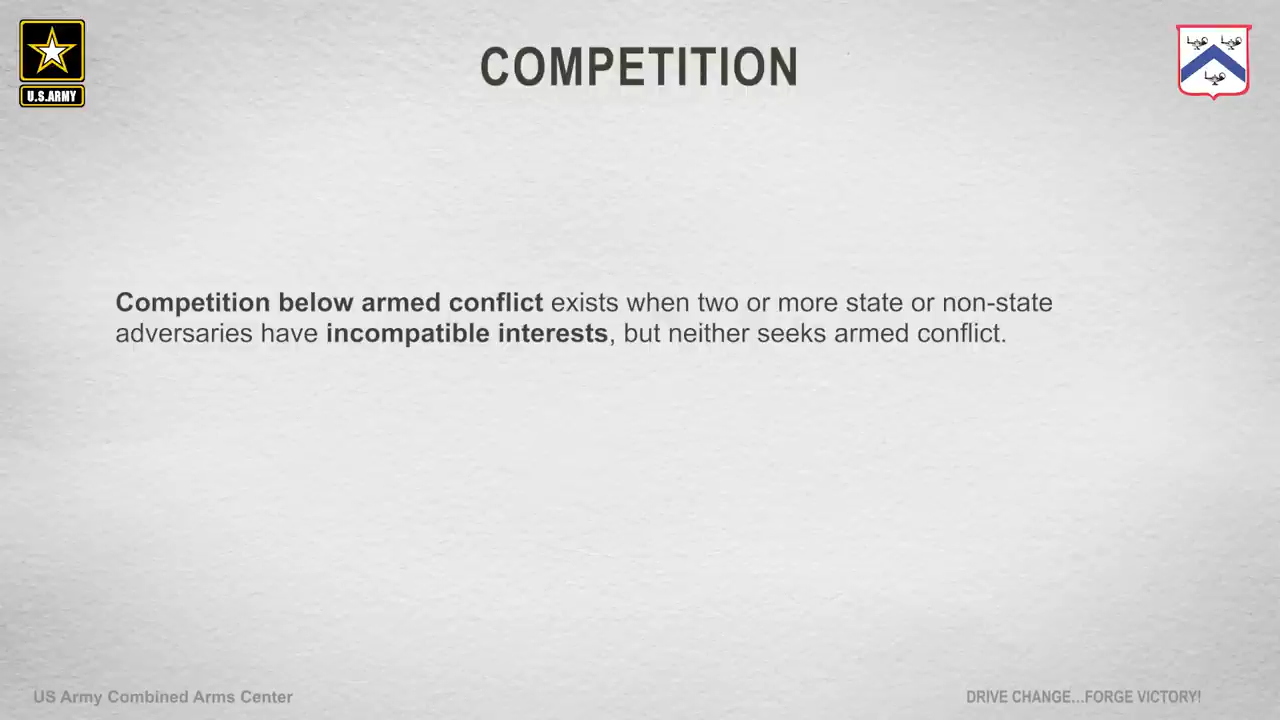 COMPETITION
U.S.ARMY
Competition below armed conflict exists when two or more state or non-state
adversaries have incompatible interests, but neither seeks armed conflict.
US Army Combined Arms Center
DRIVE CHANGE...FORGE VICTORY!